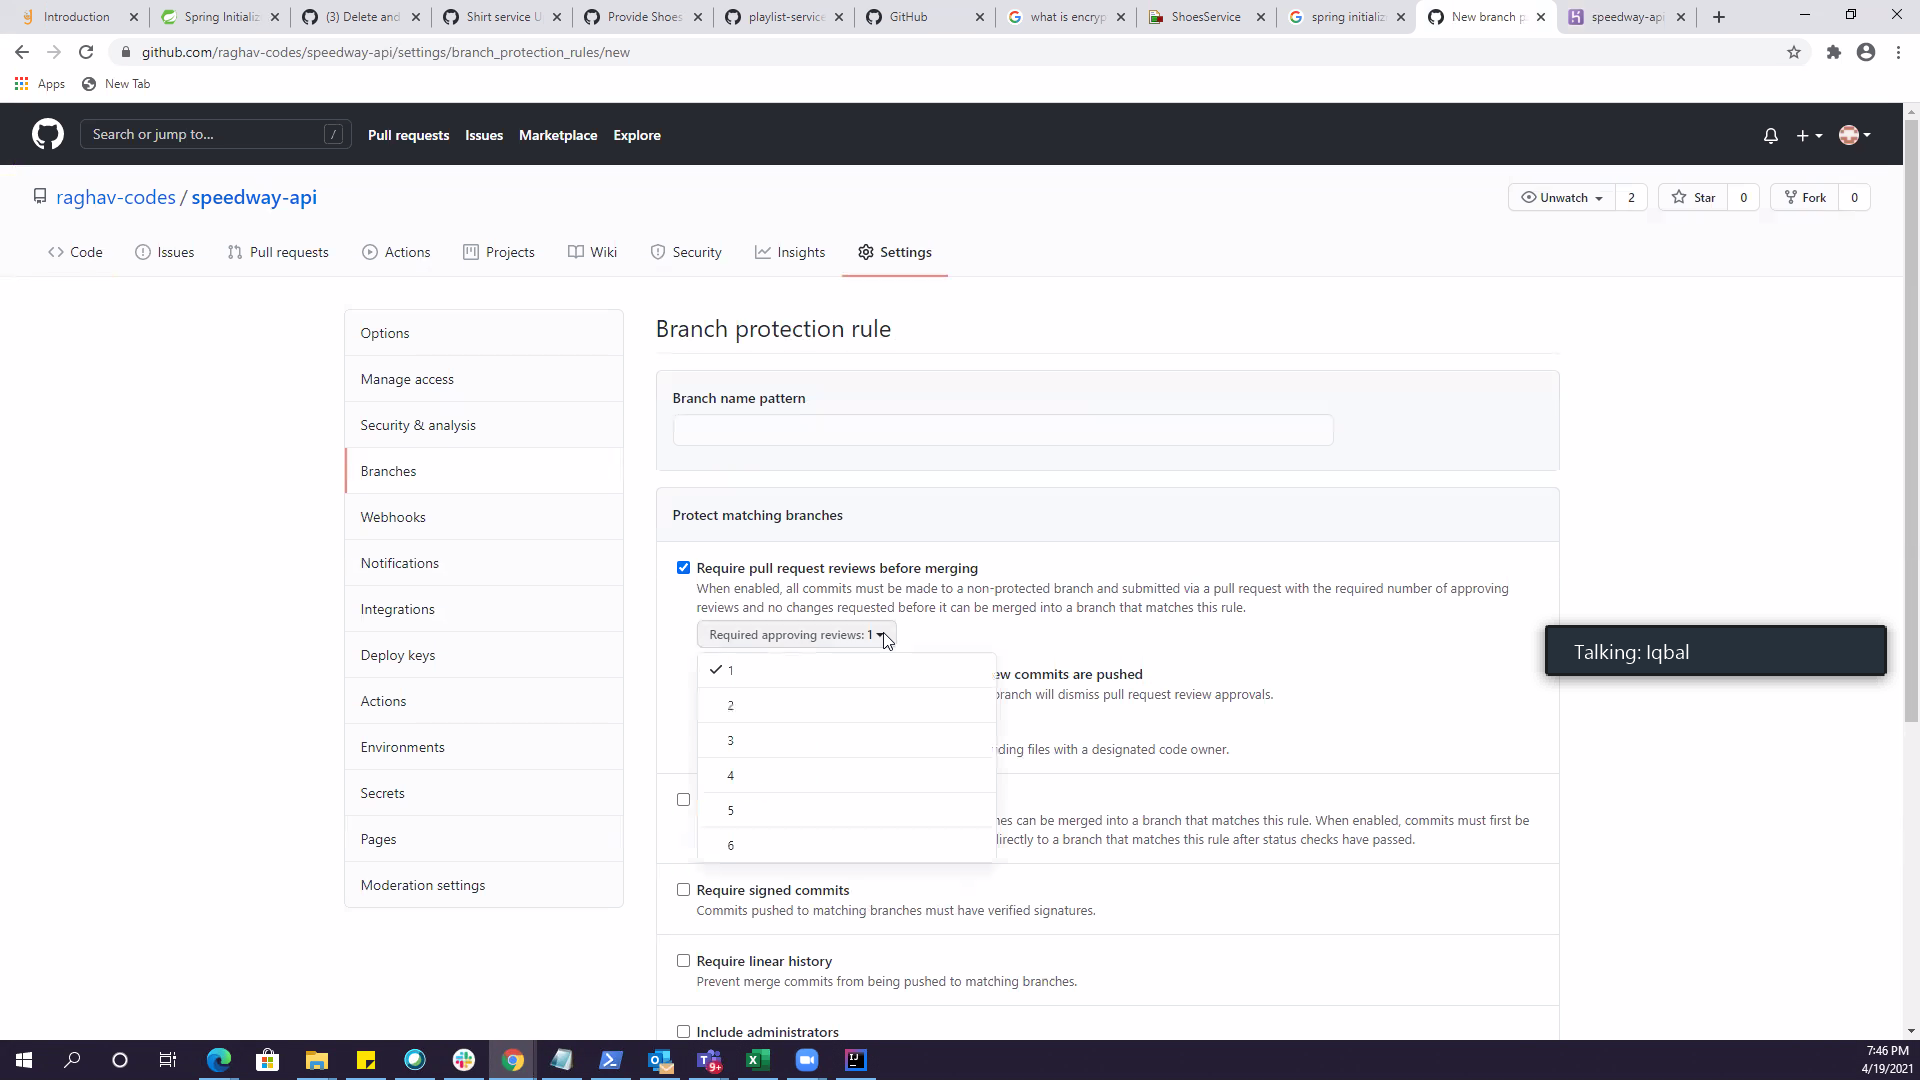 Introduction
Spring Initializ
(3) Delete and
Shirt service U
Provide Shoes
playlist-service
GitHub
what is encryp
ShoesService
spring initializ
New branch p
speedway-api
github.com/raghav-codes/speedway-api/settings/branch_protection_rules/new
Apps
New Tab
Search or jump to...
/
Pull requests
Issues
Marketplace
Explore
raghav-codes / speedway-api
Unwatch
2
Star
0
Fork
0
Code
Issues
Pull requests
Actions
Projects
Wiki
Security
Insights
Settings
Options
Manage access
Security & analysis
Branches
Webhooks
Notifications
Integrations
Deploy keys
Actions
Environments
Secrets
Pages
Moderation settings
Branch protection rule
Branch name pattern
Protect matching branches
Require pull request reviews before merging
When enabled, all commits must be made to a non-protected branch and submitted via a pull request with the required number of approving
reviews and no changes requested before it can be merged into a branch that matches this rule.
Required approving reviews: 1
1
2
3
4
5
6
ew commits are pushed
branch will dismiss pull request review approvals.
ding files with a designated code owner.
hes can be merged into a branch that matches this rule. When enabled, commits must first be
directly to a branch that matches this rule after status checks have passed.
Require signed commits
Commits pushed to matching branches must have verified signatures.
Require linear history
Prevent merge commits from being pushed to matching branches.
Include administrators
Talking: Iqbal
9+
7:46 PM
4/19/2021